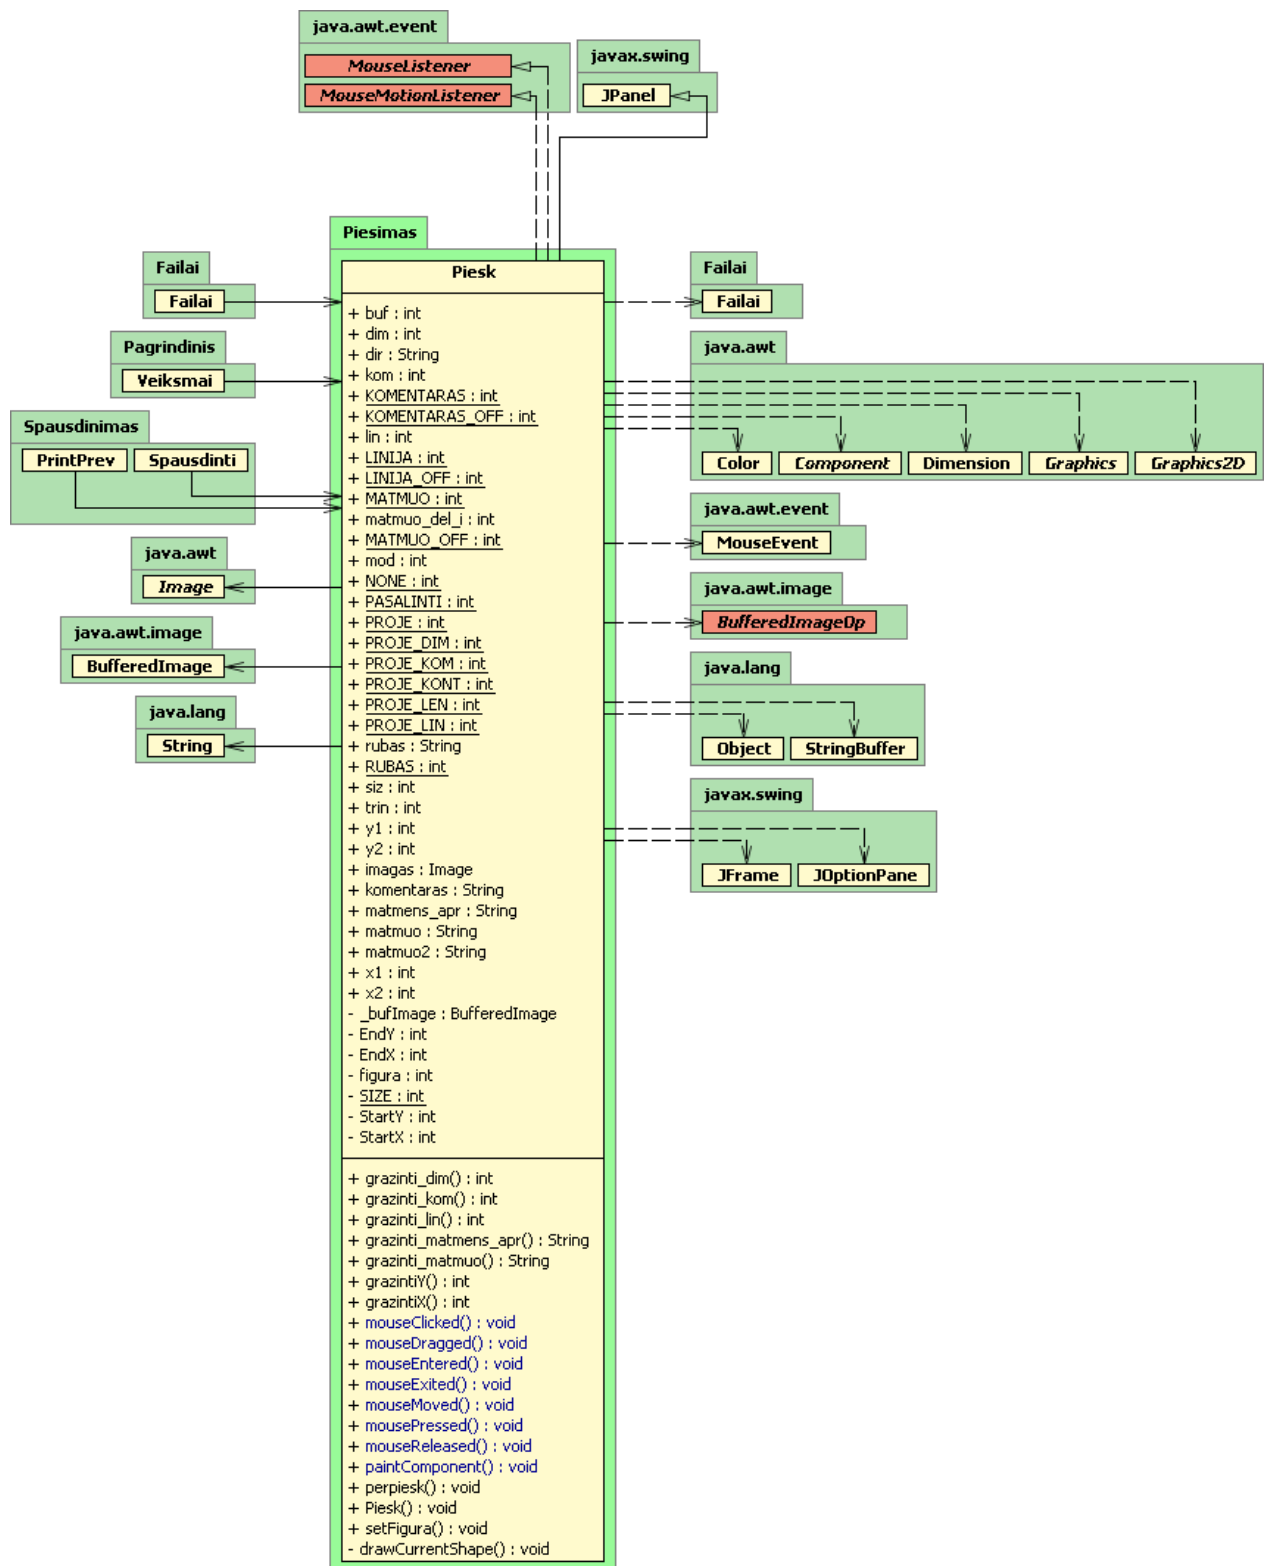 java.awt.event
MouseListener
MouseMotionListener
javax.swing
JPanel
Failai
Failai
Pagrindinis
Veiksmai
Spausdinimas
PrintPrev
Spausdinti
java.awt
Image
java.awt.image
BufferedImage
java.lang
String
Piesimas
Piesk
+ buf : int
+ dim : int
+ dir : String
+ kom : int
+ KOMENTARAS : int
+ KOMENTARAS_OFF : int
+ lin : int
+ LINIJA : int
+ LINIJA_OFF : int
+ MATMUO : int
+ matmuo_del_i : int
+ MATMUO_OFF : int
+ mod : int
+ NONE : int
+ PASALINTI : int
+ PROJE : int
+ PROJE_DIM : int
+ PROJE_KOM : int
+ PROJE_KONT : int
+ PROJE_LEN : int
+ PROJE_LIN : int
+ rubas : String
+ RUBAS : int
+ siz : int
+ trin : int
+ y1 : int
+ y2 : int
+ imagas : Image
+ komentaras : String
+ matmens_apr : String
+ matmuo : String
+ matmuo2 : String
+ x1 : int
+ x2 : int
- _bufImage : BufferedImage
- EndY : int
- EndX : int
- figura : int
- SIZE : int
- StartY : int
- StartX : int
+ grazinti_dim() : int
+ grazinti_kom() : int
+ grazinti_lin() : int
+ grazinti_matmens_apr() : String
+ grazinti_matmuo() : String
+ grazintiY() : int
+ grazintiX() : int
+ mouseClicked() : void
+ mouseDragged() : void
+ mouseEntered() : void
+ mouseExited() : void
+ mouseMoved() : void
+ mousePressed() : void
+ mouseReleased() : void
+ paintComponent() : void
+ perpiesk() : void
+ Piesk() : void
+ setFigura() : void
- drawCurrentShape() : void
Failai
Failai
java.awt
Color
Component
Dimension
Graphics
Graphics2D
java.awt.event
MouseEvent
java.awt.image
BufferedImageOp
java.lang
Object
StringBuffer
javax.swing
JFrame
JOptionPane